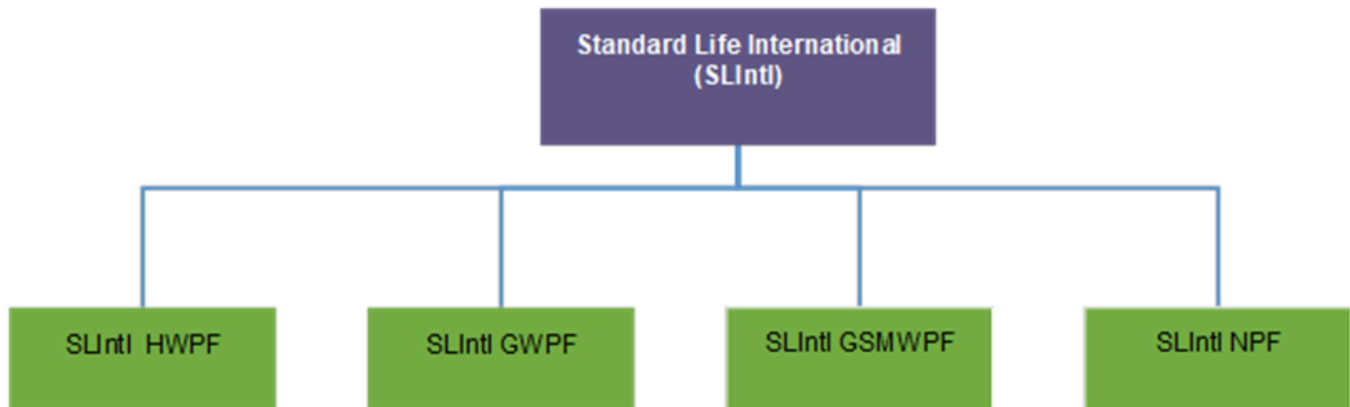 Standard Life International
(SLIntl)
SLIntl HWPF
SLIntl GWPF
SLIntl GSMWPF
SLIntl NPF